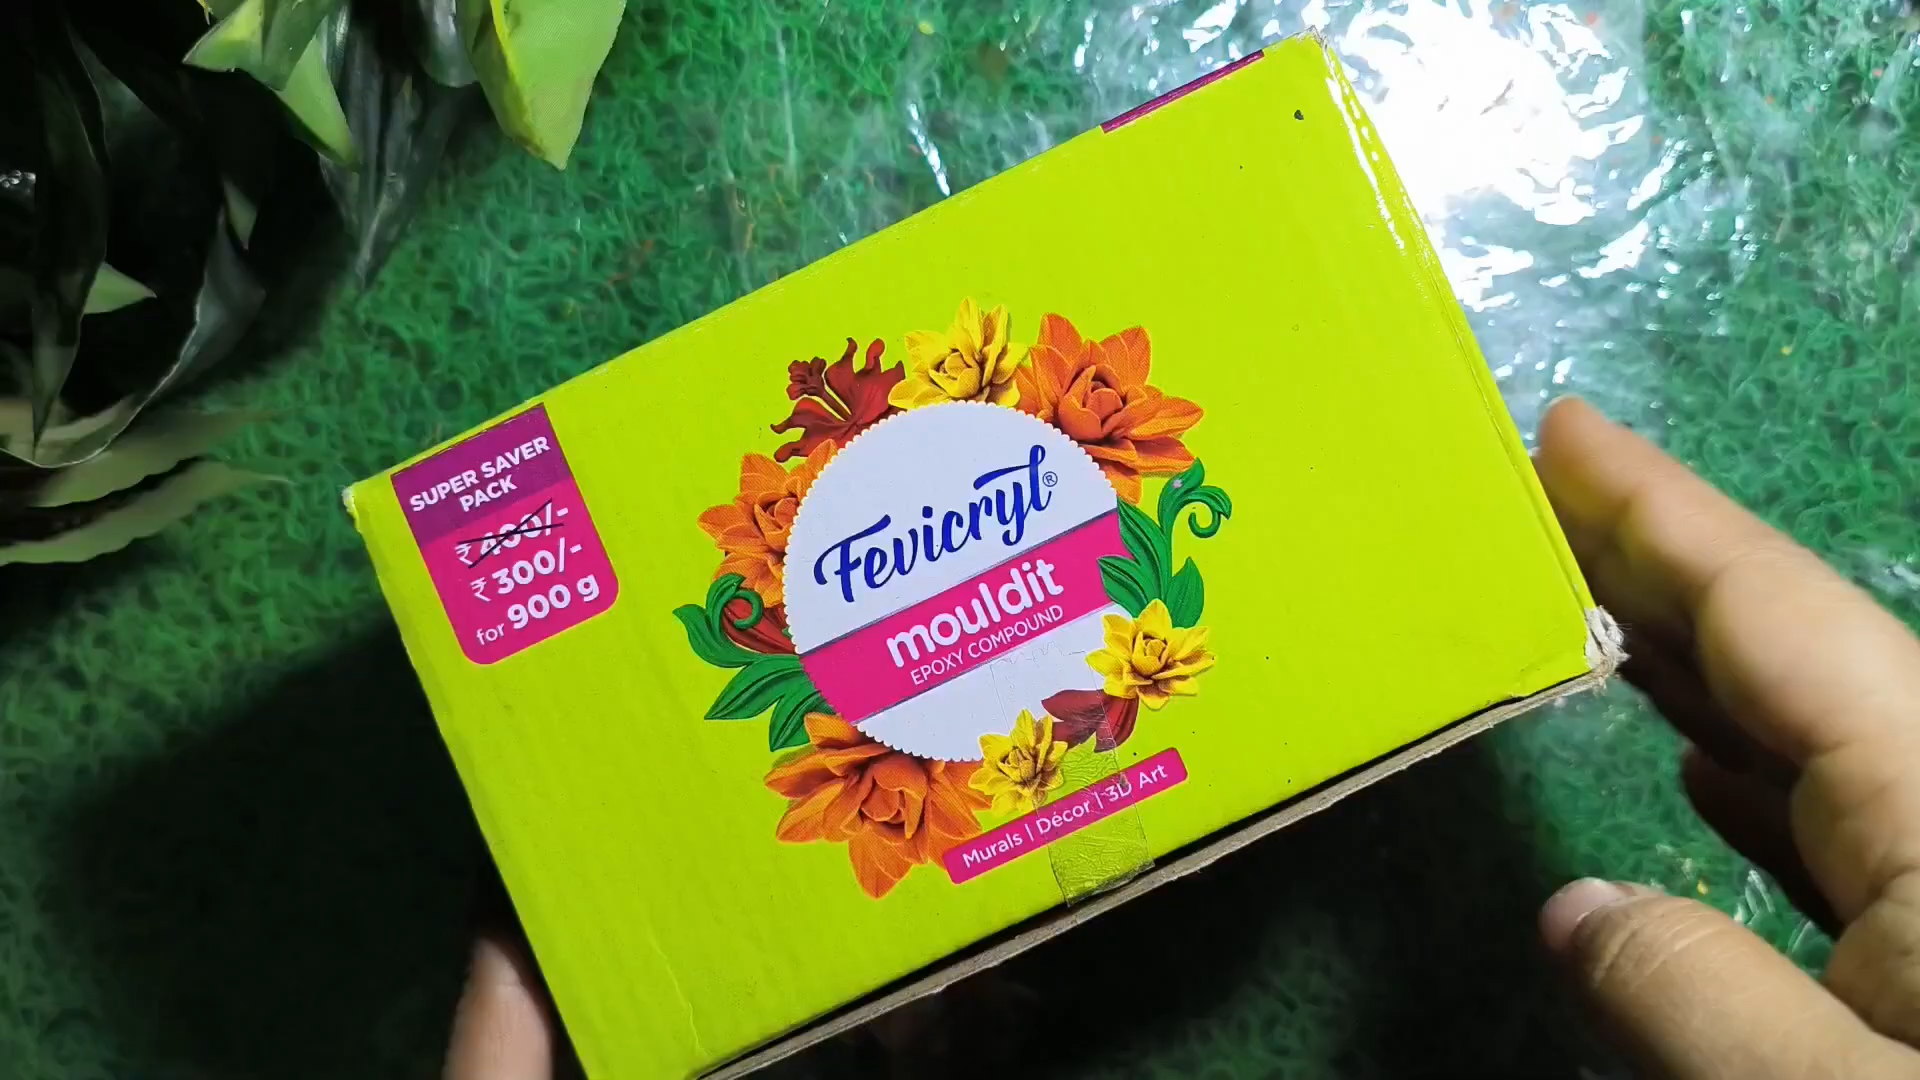 SUPER SAVER
PACK
₹ 400/-
₹ 300/-
for 900 g
Fevicryl®
mouldit
EPOXY COMPOUND
Murals | Décor | 3D Art